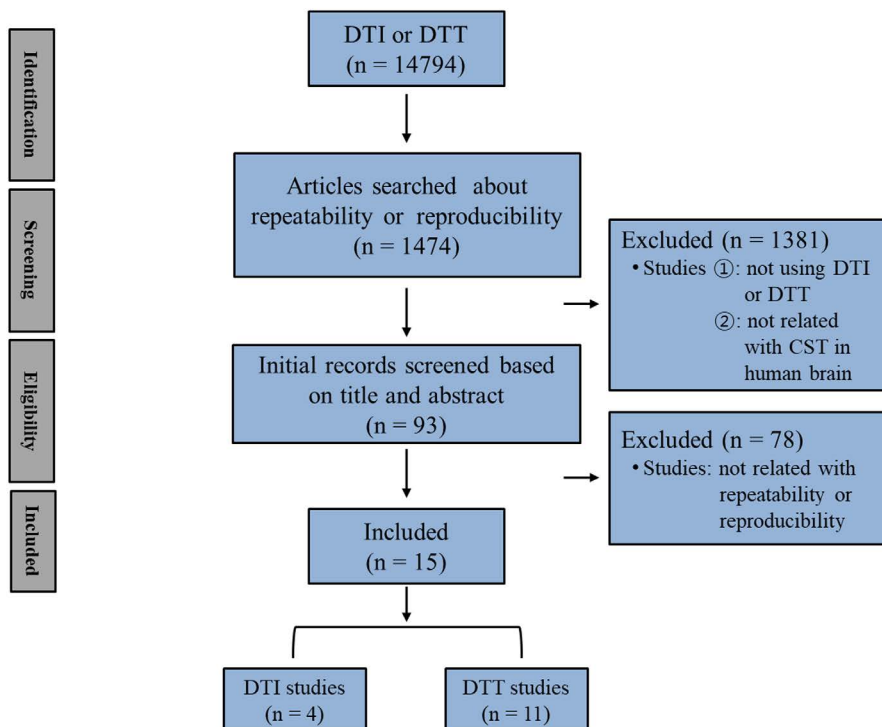 Identification
Screening
Eligibility
Included
DTI or DTT
(n = 14794)
Articles searched about
repeatability or reproducibility
(n = 1474)
Excluded (n = 1381)
• Studies ①: not using DTI
or DTT
②: not related
with CST in
human brain
Initial records screened based
on title and abstract
(n = 93)
Excluded (n = 78)
• Studies: not related with
repeatability or
reproducibility
Included
(n = 15)
DTI studies
(n = 4)
DTT studies
(n = 11)